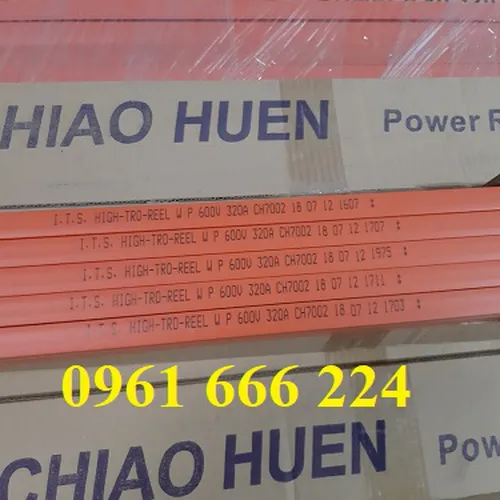 CHIAO HUEN Power R
I.T.S. HIGH-TRO-REEL W P 600V 320A CH7002 18 07 12 1607
I.T.S. HIGH-TRO-REEL W P 600V 320A CH7002 18 07 12 1707
I.T.S. HIGH-TRO-REEL W P 600V 320A CH7002 18 07 12 1975
I.T.S. HIGH-TRO-REEL W P 600V 320A CH7002 18 07 12 1711
I.T.S. HIGH-TRO-REEL W P 600V 320A CH7002 18 07 12 1703
0961 666 224
CHIAO HUEN Pow